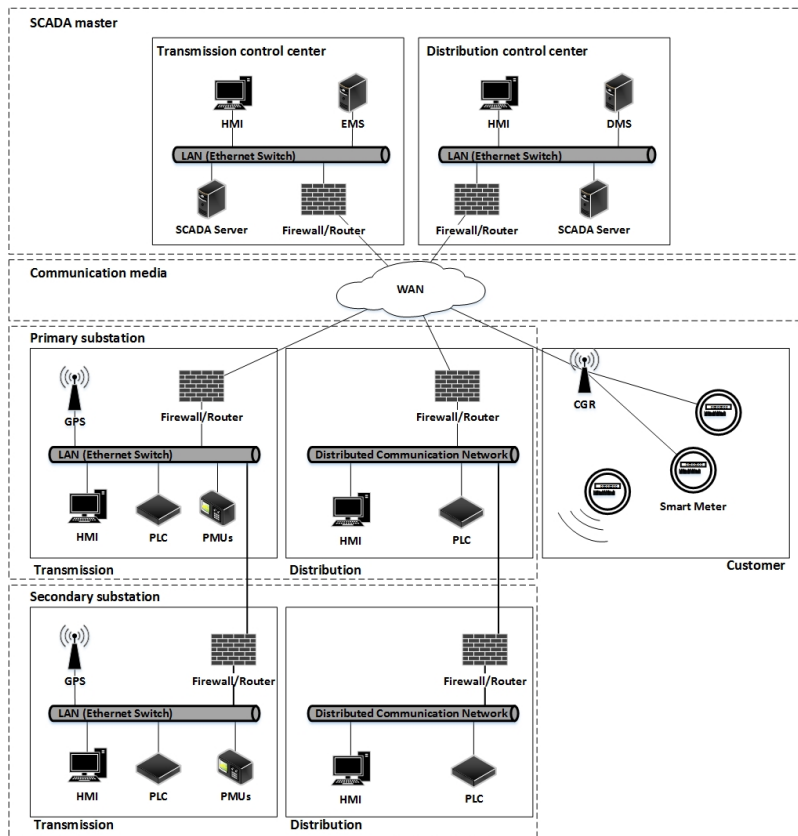 SCADA master
Transmission control center
Distribution control center
HMI
EMS
HMI
DMS
LAN (Ethernet Switch)
LAN (Ethernet Switch)
SCADA Server
Firewall/Router
Firewall/Router
SCADA Server
Communication media
WAN
Primary substation
GPS
Firewall/Router
Firewall/Router
CGR
LAN (Ethernet Switch)
Distributed Communication Network
Smart Meter
HMI
PLC
PMUs
HMI
PLC
Transmission
Distribution
Customer
Secondary substation
GPS
Firewall/Router
Firewall/Router
LAN (Ethernet Switch)
Distributed Communication Network
HMI
PLC
PMUs
HMI
PLC
Transmission
Distribution